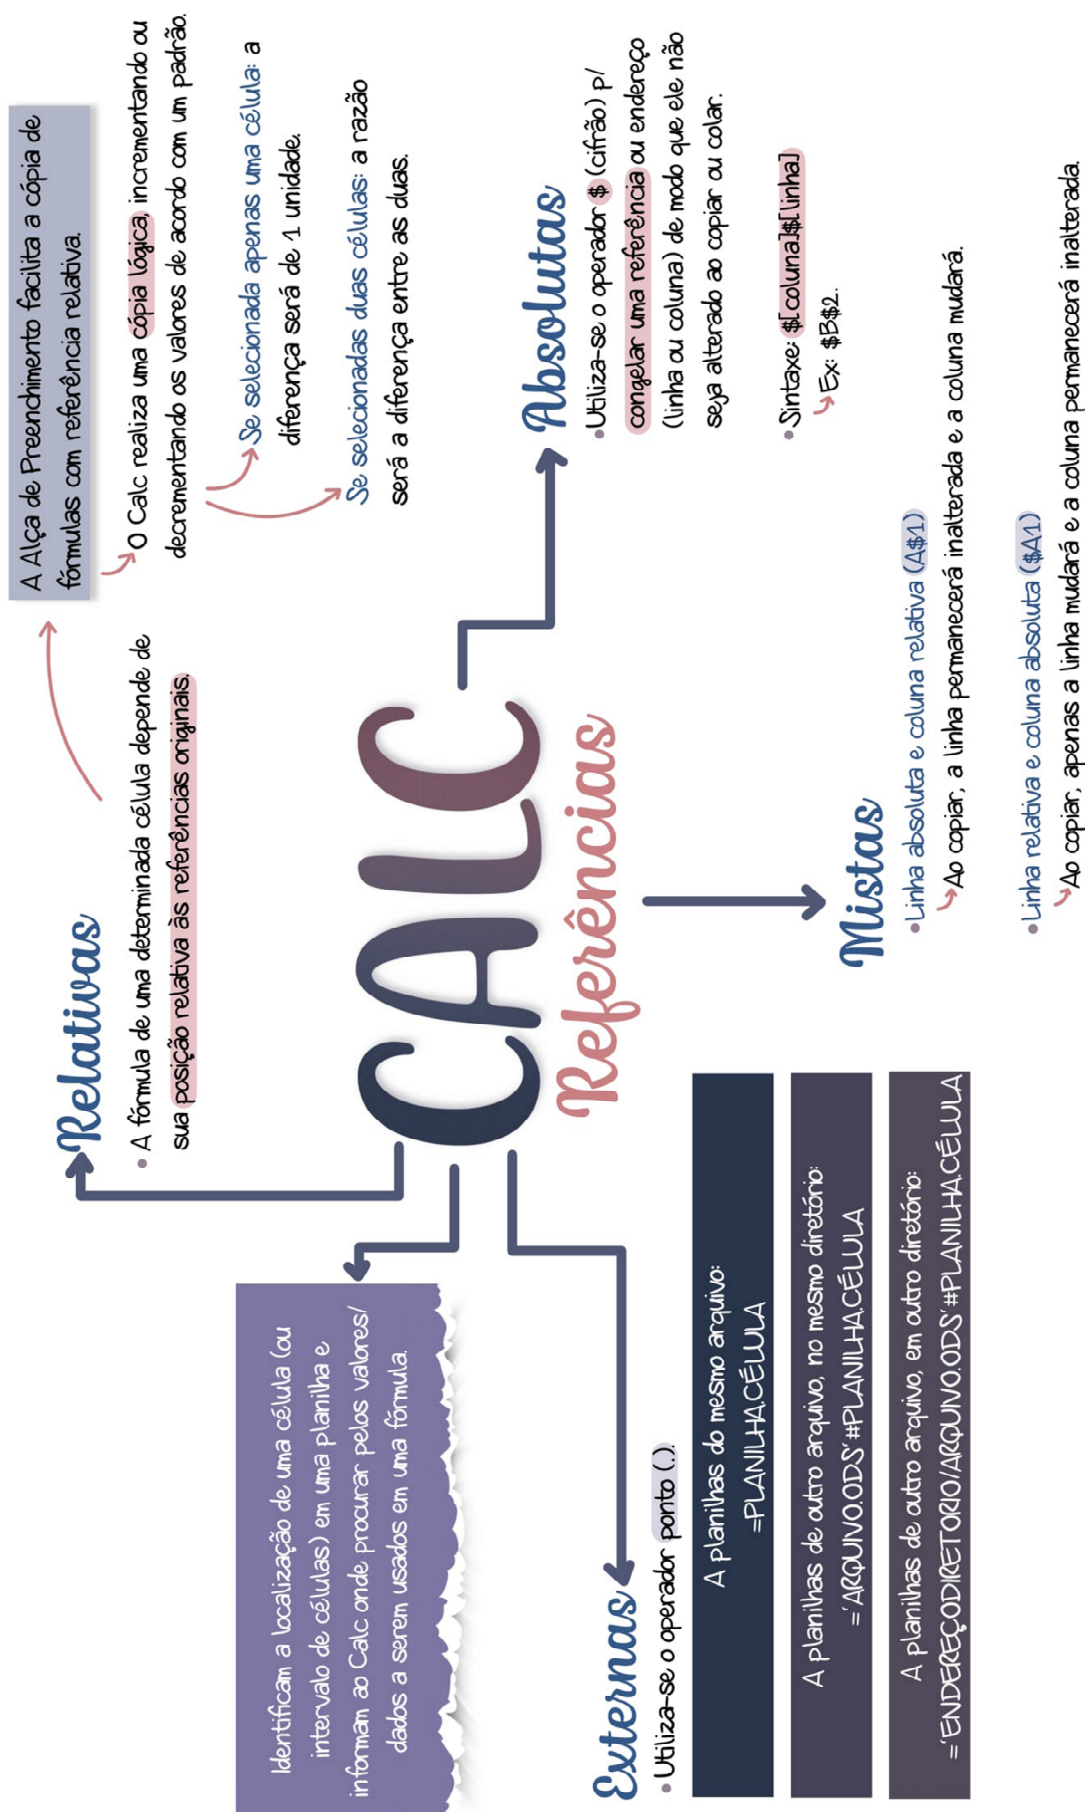 CALC
Referências
Identificam a localização de uma célula (ou
intervalo de células) em uma planilha e
informam ao Calc onde procurar pelos valores/
dados a serem usados em uma fórmula.
Relativas
• A fórmula de uma determinada célula depende de
sua posição relativa às referências originais.
A Alça de Preenchimento facilita a cópia de
fórmulas com referência relativa.
O Calc realiza uma cópia lógica, incrementando ou
decrementando os valores de acordo com um padrão.
Se selecionada apenas uma célula: a
diferença será de 1 unidade.
Se selecionadas duas células: a razão
será a diferença entre as duas.
Absolutas
• Utiliza-se o operador $ (cifrão) p/
congelar uma referência ou endereço
(linha ou coluna) de modo que ele não
seja alterado ao copiar ou colar.
• Sintaxe: $[coluna]$[linha]
Ex: $B$2.
Mistas
• Linha absoluta e coluna relativa (A$1)
Ao copiar, a linha permanecerá inalterada e a coluna mudará.
• Linha relativa e coluna absoluta ($A1)
Ao copiar, apenas a linha mudará e a coluna permanecerá inalterada.
Externas
• Utiliza-se o operador ponto (.).
A planilhas do mesmo arquivo:
=PLANILHA.CÉLULA
A planilhas de outro arquivo, no mesmo diretório:
='ARQUIVO.ODS'#PLANILHA.CÉLULA
A planilhas de outro arquivo, em outro diretório:
='ENDEREÇODIRETORIO/ARQUIVO.ODS'#PLANILHA.CÉLULA